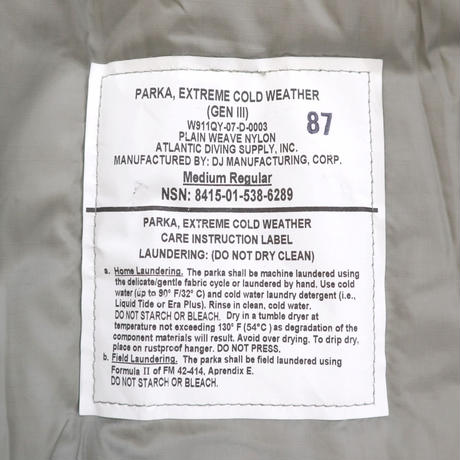 PARKA, EXTREME COLD WEATHER
(GEN III)
W911QY-07-D-0003
87
PLAIN WEAVE NYLON
ATLANTIC DIVING SUPPLY, INC.
MANUFACTURED BY: DJ MANUFACTURING, CORP.
Medium Regular
NSN: 8415-01-538-6289
PARKA, EXTREME COLD WEATHER
CARE INSTRUCTION LABEL
LAUNDERING: (DO NOT DRY CLEAN)
a. Home Laundering. The parka shall be machine laundered using
the delicate/gentle fabric cycle or laundered by hand. Use cold
water (up to 90° F/32° C) and cold water laundry detergent (i.e.,
Liquid Tide or Era Plus). Rinse in clean, cold water.
DO NOT STARCH OR BLEACH. Dry in a tumble dryer at
temperature not exceeding 130° F (54°C ) as degradation of the
component materials will result. Avoid over drying. To drip dry,
place on rustproof hanger. DO NOT PRESS.
b. Field Laundering. The parka shall be field laundered using
Formula II of FM 42-414, Aprendix E.
DO NOT STARCH OR BLEACH.